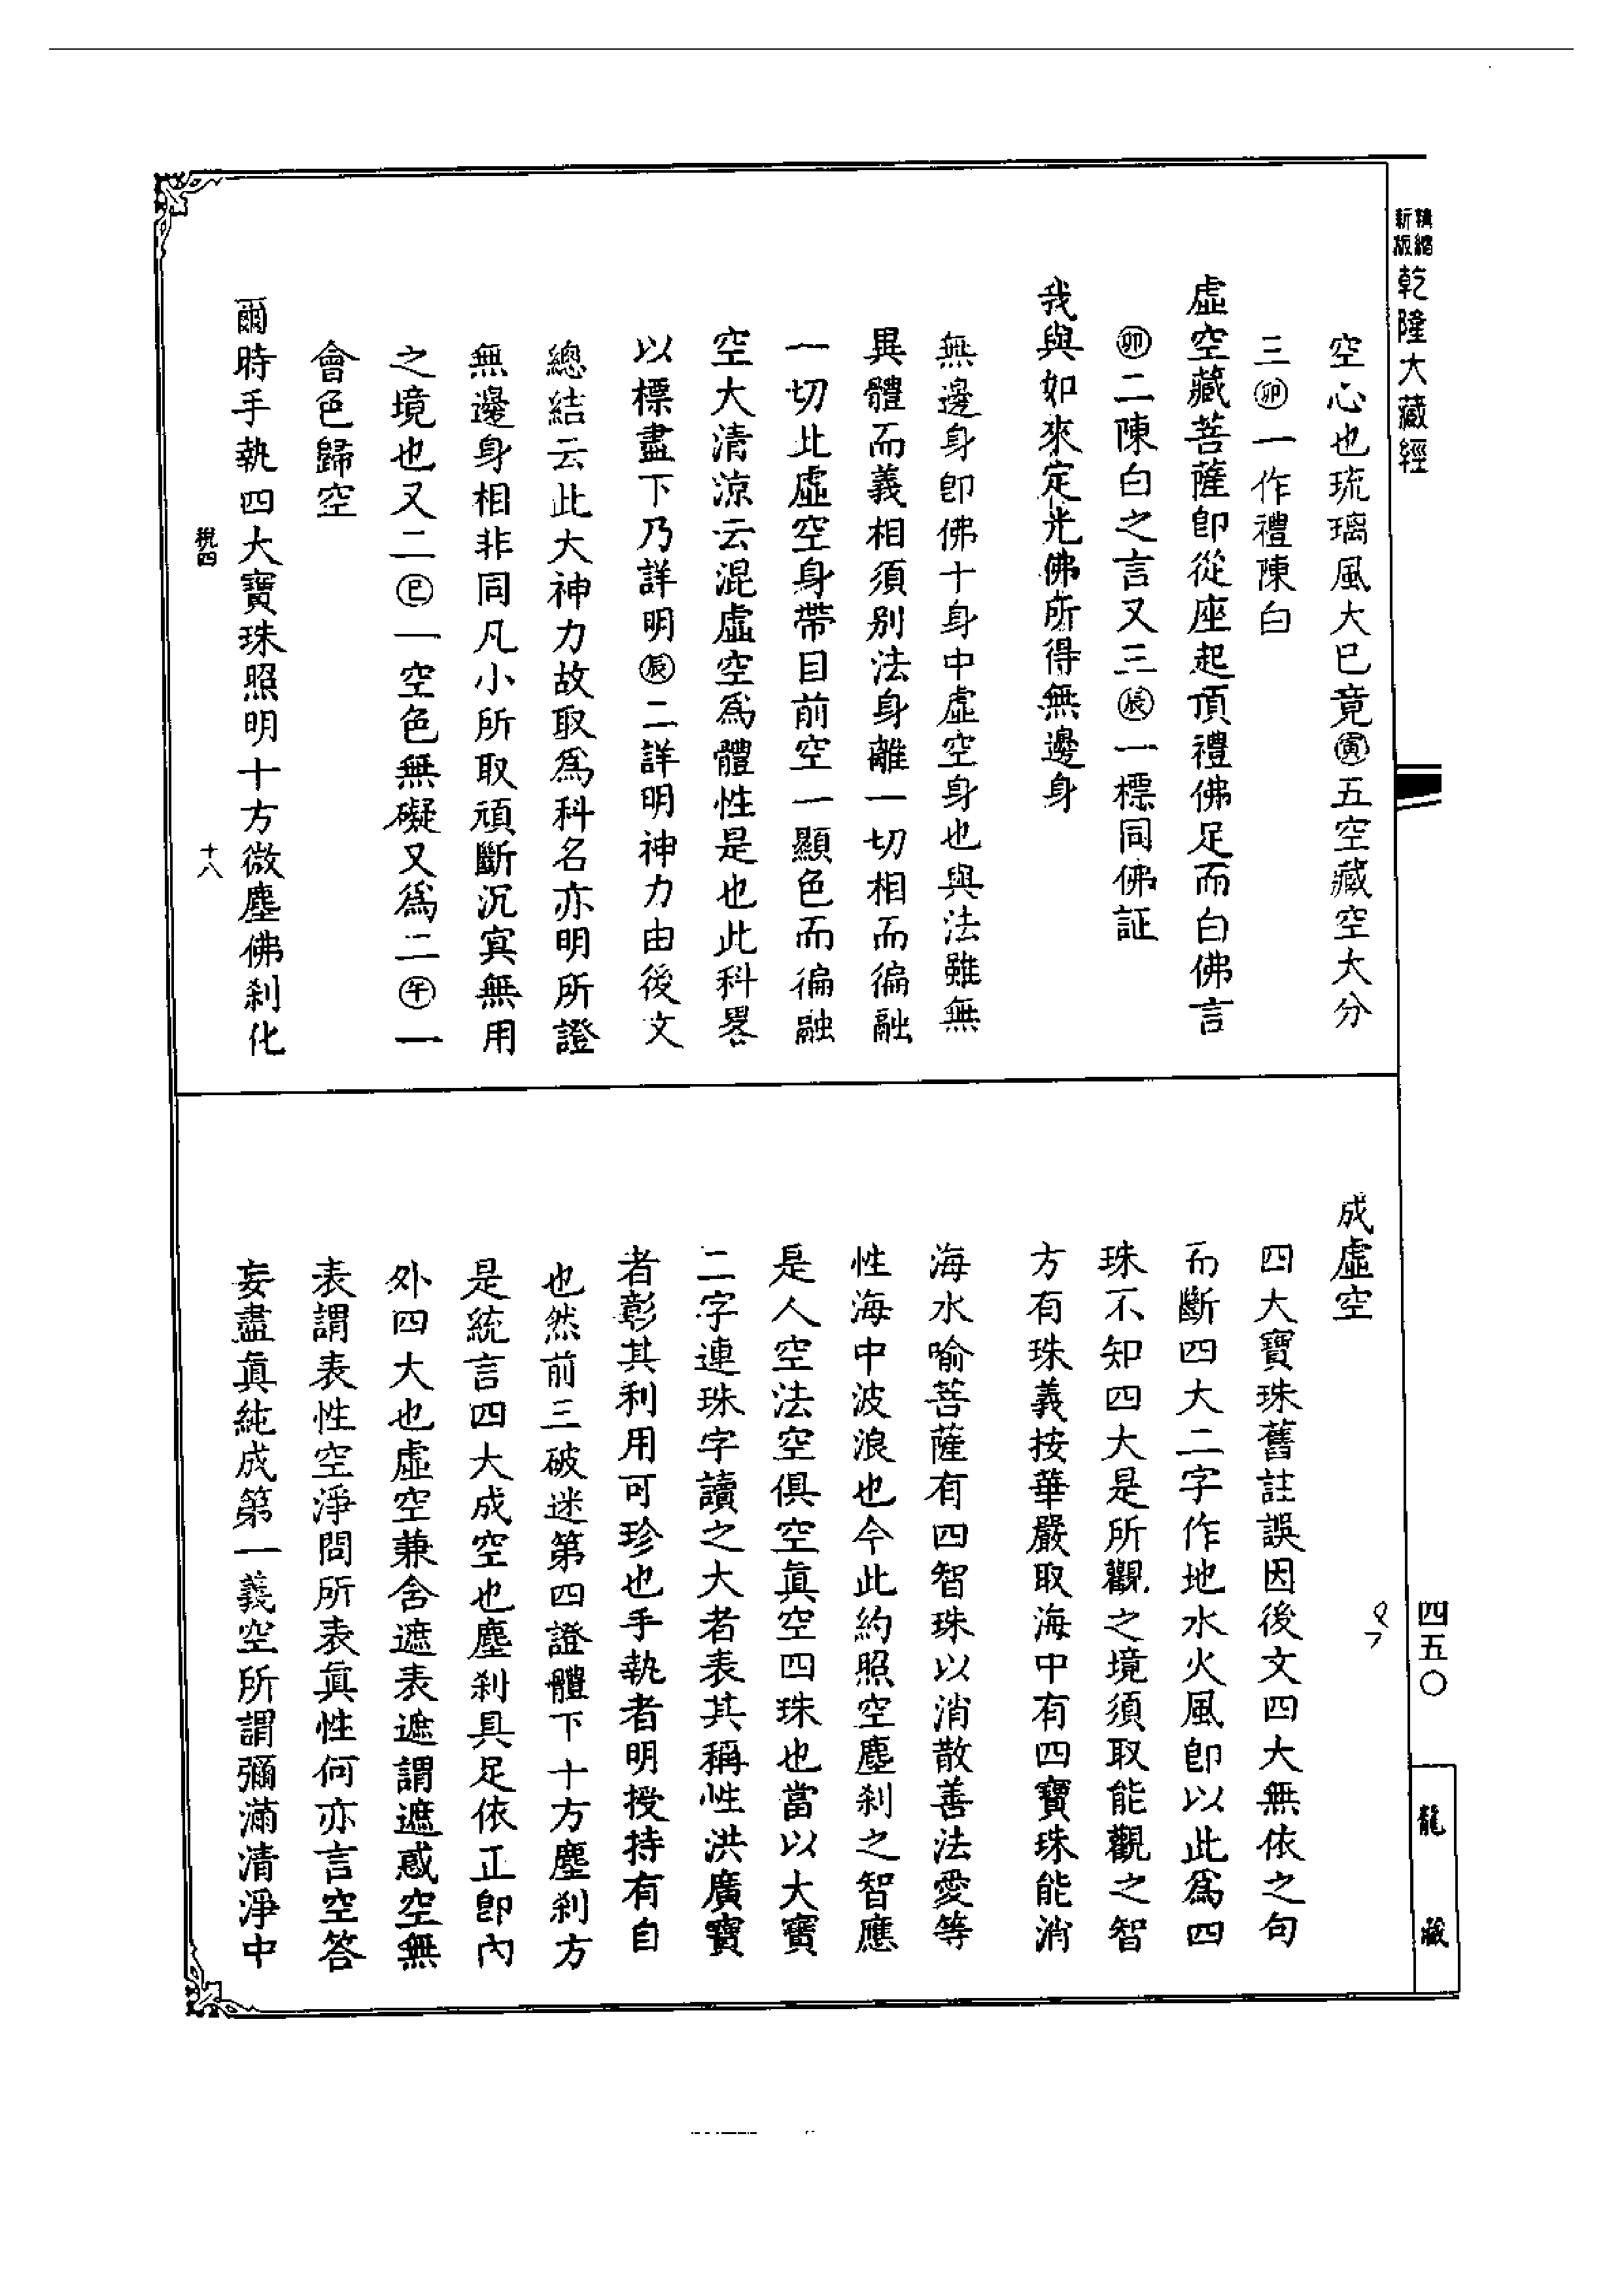 精縮
新版
乾隆大藏經
空心也琉璃風大巳竟㊞五空藏空大分
三㊞一作禮陳白
虛空藏菩薩卽從座起頂禮佛足而白佛言
卯二陳白之言又三辰一標同佛証
我與如來定光佛所得無邊身
無邊身卽佛十身中虛空身也與法雖無
異體而義相須別法身離一切相而徧融
一切此虛空身帶目前空一顯色而徧融
空大清涼云混虛空爲體性是也此科畧
以標盡下乃詳明辰二詳明神力由後文
總結云此大神力故取爲科名亦明所證
無邊身相非同凡小所取頑斷沉冥無用
之境也又二巳一空色無礙又爲二午一
會色歸空
爾時手執四大寶珠照明十方微塵佛刹化
稅四
十八
成虛空
四大寶珠舊註誤因後文四大無依之句
而斷四大二字作地水火風卽以此爲四
珠不知四大是所觀之境須取能觀之智
方有珠義按華嚴取海中有四寶珠能消
海水喻菩薩有四智珠以消散善法愛等
性海中波浪也今此約照空塵刹之智應
是人空法空俱空眞空四珠也當以大寶
二字連珠字讀之大者表其稱性洪廣寶
者彰其利用可珍也手執者明授持有自
也然前三破迷第四證體下十方塵刹方
是統言四大成空也塵刹具足依正卽內
外四大也虛空兼舍遮表遮謂遮惑空無
表謂表性空淨問所表眞性何亦言空答
妄盡眞純成第一義空所謂彌滿清淨中
四五〇
龍藏